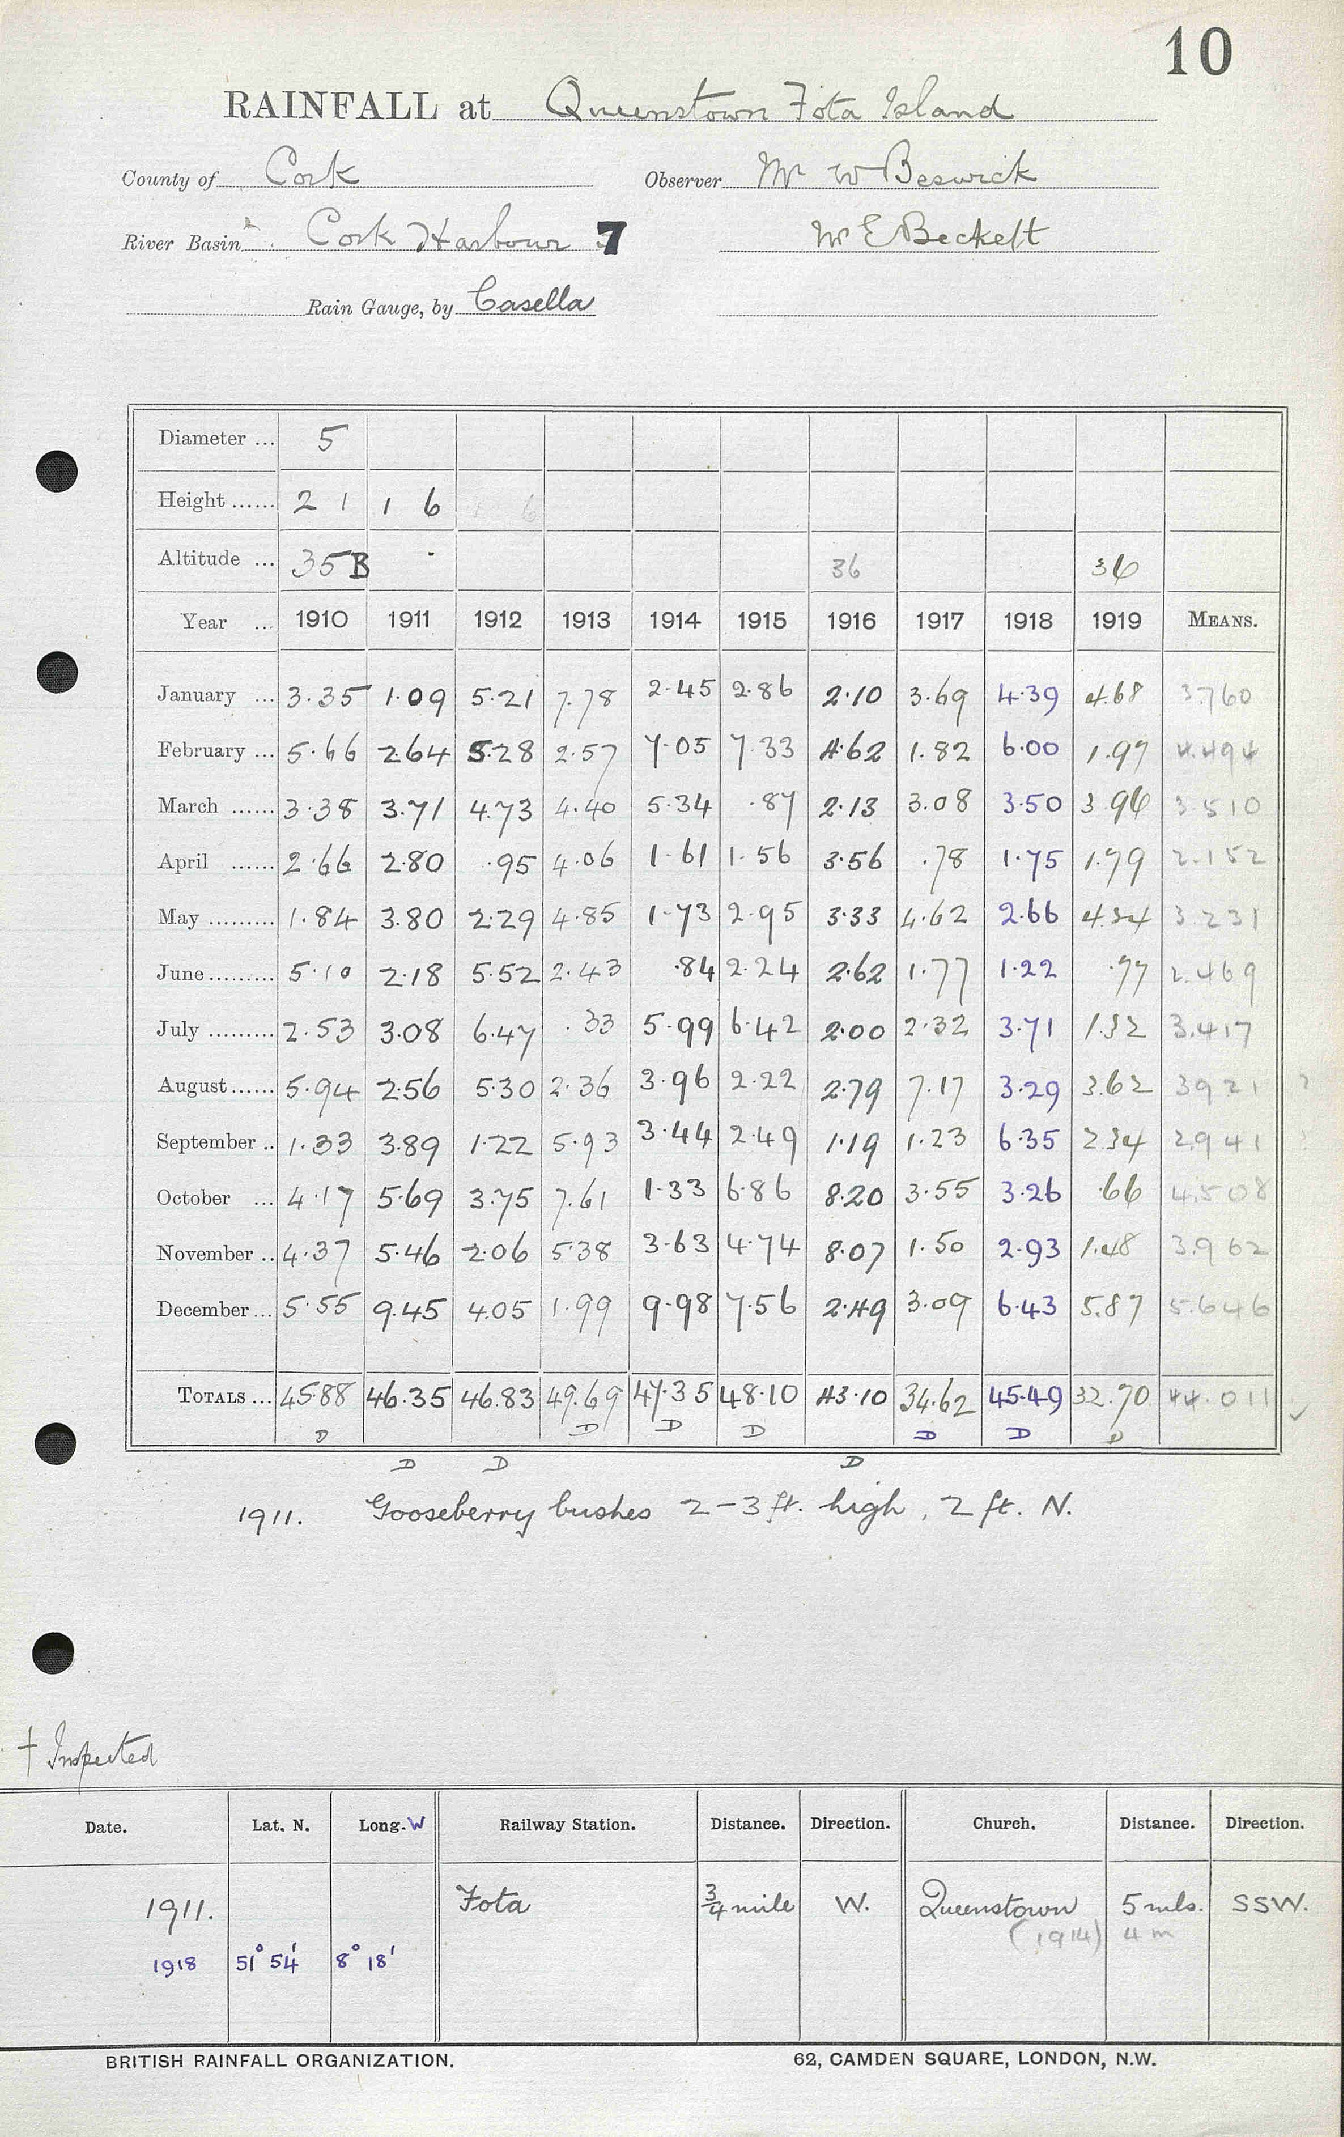 10
RAINFALL at Queenstown Fota Island
County of Cork Observer Mr W Beswick
River Basin Cork Harbour 7 Mr E Beckett
Rain Gauge, by Casella
Diameter ... 5
Height ...... 2 1 1 6 1 6
Altitude ... 35 B 36 36
Year ... 1910 1911 1912 1913 1914 1915 1916 1917 1918 1919 MEANS.
January ... 3.35 1.09 5.21 7.78 2.45 2.86 2.10 3.69 4.39 4.68 3.760
February ... 5.66 2.64 5.28 2.57 7.05 7.33 4.62 1.82 6.00 1.97 4.494
March ...... 3.38 3.71 4.73 4.40 5.34 .87 2.13 3.08 3.50 3.96 3.510
April ...... 2.66 2.80 .95 4.06 1.61 1.56 3.56 .78 1.75 1.79 2.152
May ......... 1.84 3.80 2.29 4.85 1.73 2.95 3.33 4.62 2.66 4.24 3.231
June ......... 5.10 2.18 5.52 2.43 .84 2.24 2.62 1.77 1.22 .77 2.469
July ......... 2.53 3.08 6.47 .33 5.99 6.42 2.00 2.32 3.71 1.32 3.417
August ...... 5.94 2.56 5.30 2.36 3.96 2.22 2.79 7.17 3.29 3.62 3.921 ?
September .. 1.33 3.89 1.22 5.93 3.44 2.49 1.19 1.23 6.35 2.34 2.941
October ... 4.17 5.69 3.75 7.61 1.33 6.86 8.20 3.55 3.26 .66 4.508
November .. 4.37 5.46 2.06 5.38 3.63 4.74 8.07 1.50 2.93 1.48 3.962
December ... 5.55 9.45 4.05 1.99 9.98 7.56 2.49 3.09 6.43 5.87 5.646
TOTALS ... 45.88 46.35 46.83 49.69 47.35 48.10 43.10 34.62 45.49 32.70 44.011 ✓
D D D D D D D
D D D
1911. Gooseberry bushes 2-3 ft. high, 2 ft. N.
† Inspected
Date. Lat. N. Long. W Railway Station. Distance. Direction. Church. Distance. Direction.
1911. Fota 3/4 mile W. Queenstown 5 mls. SSW.
(1914) 4 m
1918 51° 54' 8° 18'
BRITISH RAINFALL ORGANIZATION. 62, CAMDEN SQUARE, LONDON, N.W.